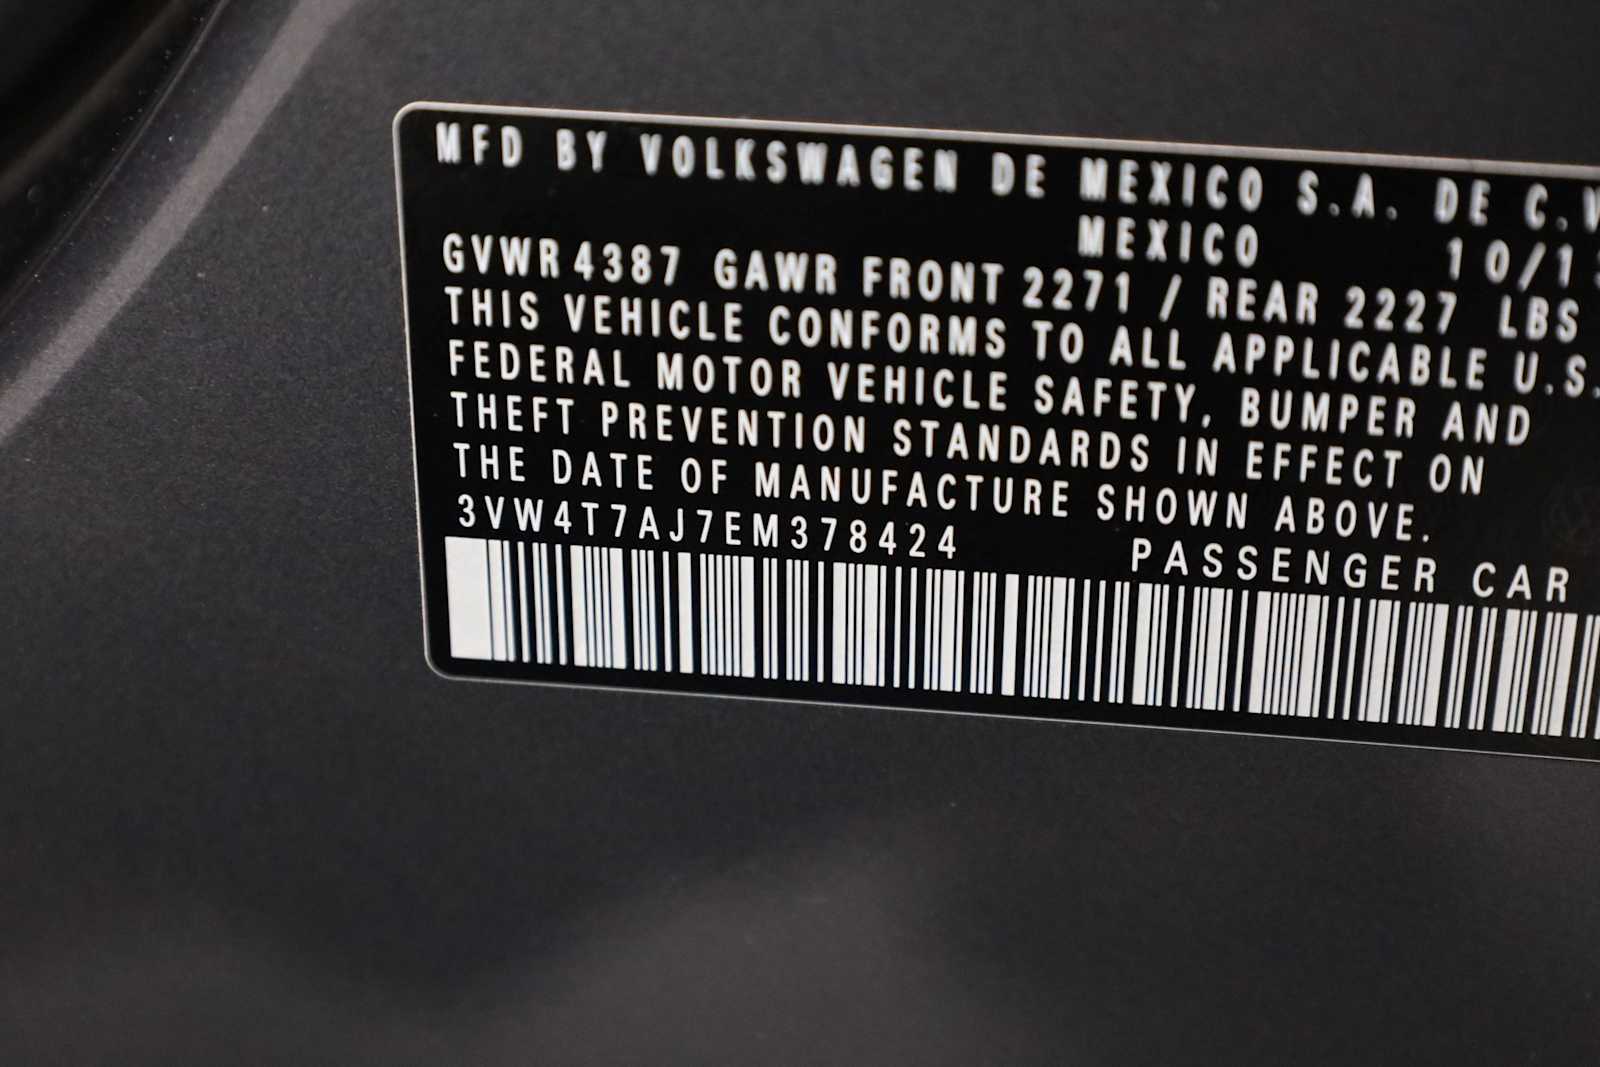 MFD BY VOLKSWAGEN DE MEXICO S.A. DE C.V
MEXICO 10/13
GVWR 4387 GAWR FRONT 2271 / REAR 2227 LBS
THIS VEHICLE CONFORMS TO ALL APPLICABLE U.S.
FEDERAL MOTOR VEHICLE SAFETY, BUMPER AND
THEFT PREVENTION STANDARDS IN EFFECT ON
THE DATE OF MANUFACTURE SHOWN ABOVE.
3VW4T7AJ7EM378424 PASSENGER CAR